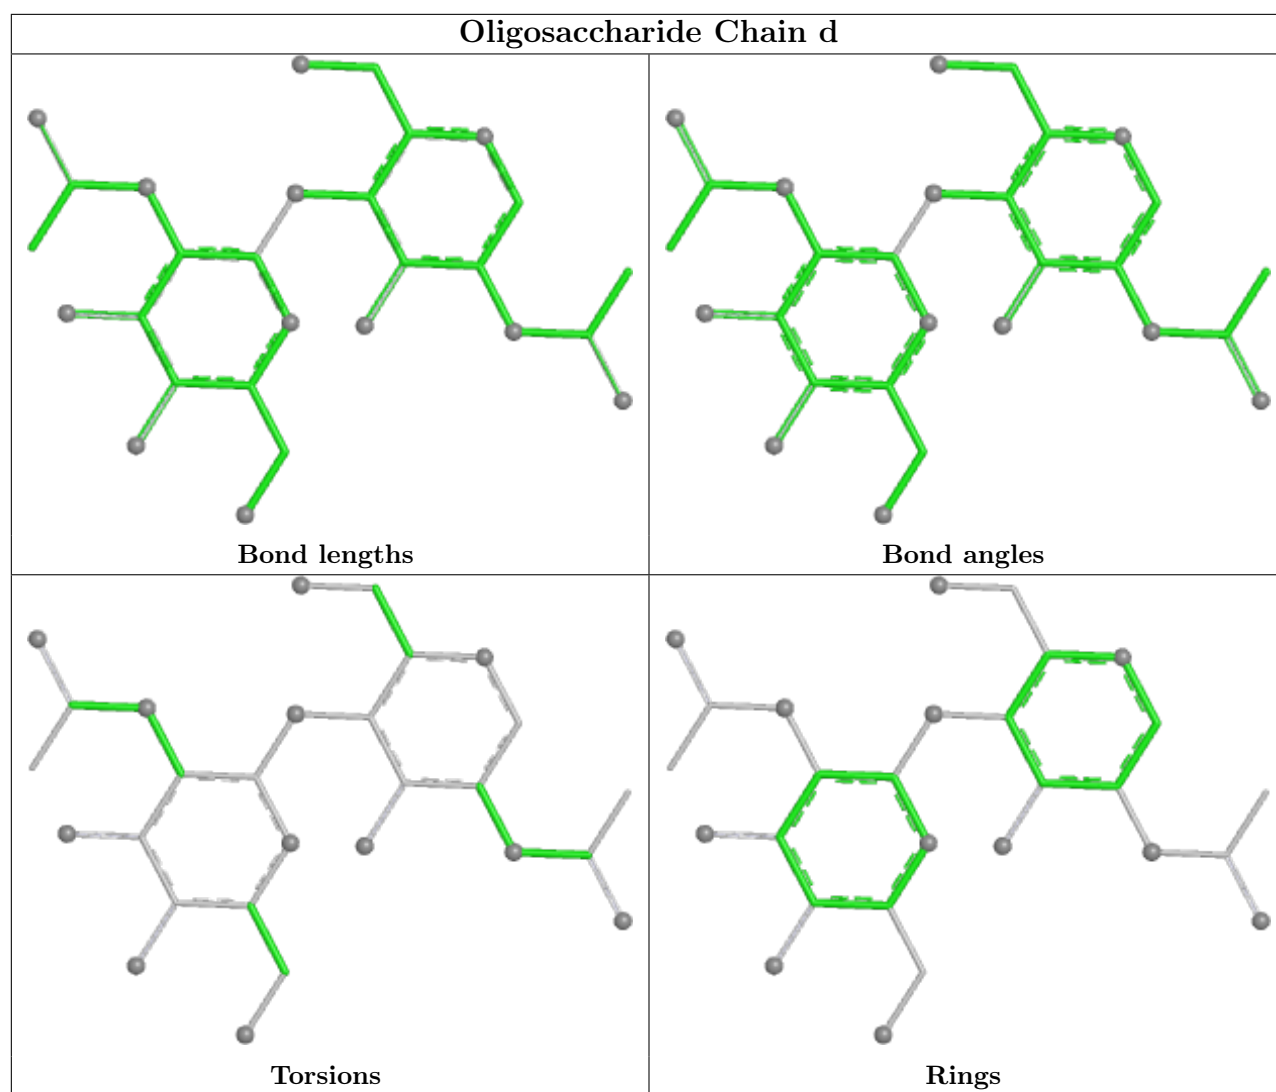 Oligosaccharide Chain d
Bond lengths
Bond angles
Torsions
Rings